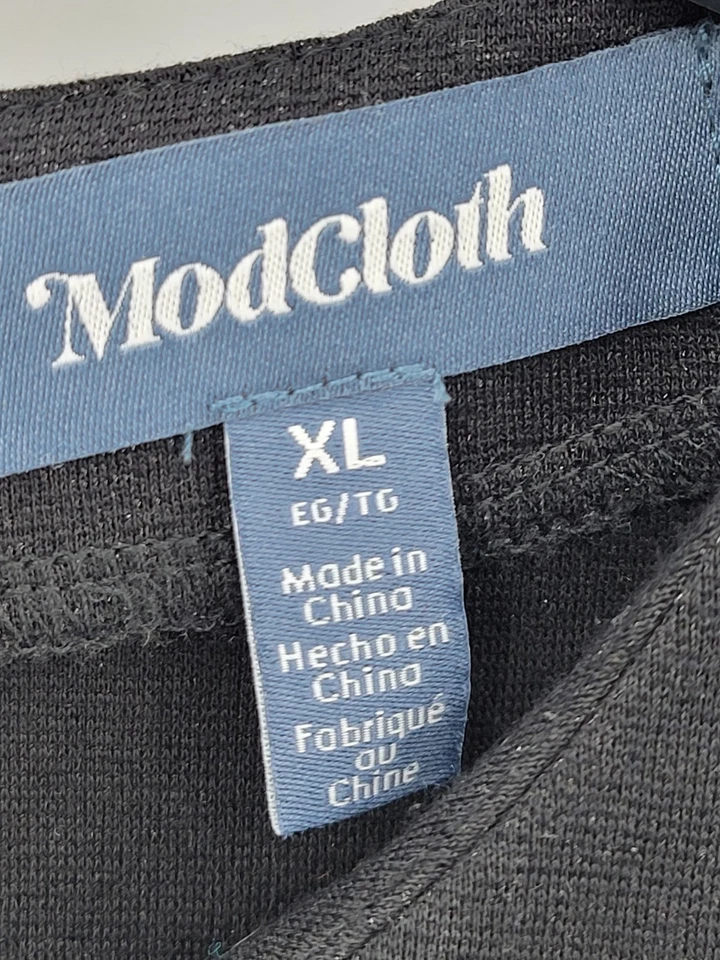 ModCloth
XL
EG/TG
Made in
China
Hecho en
China
Fabriqué
au
Chine